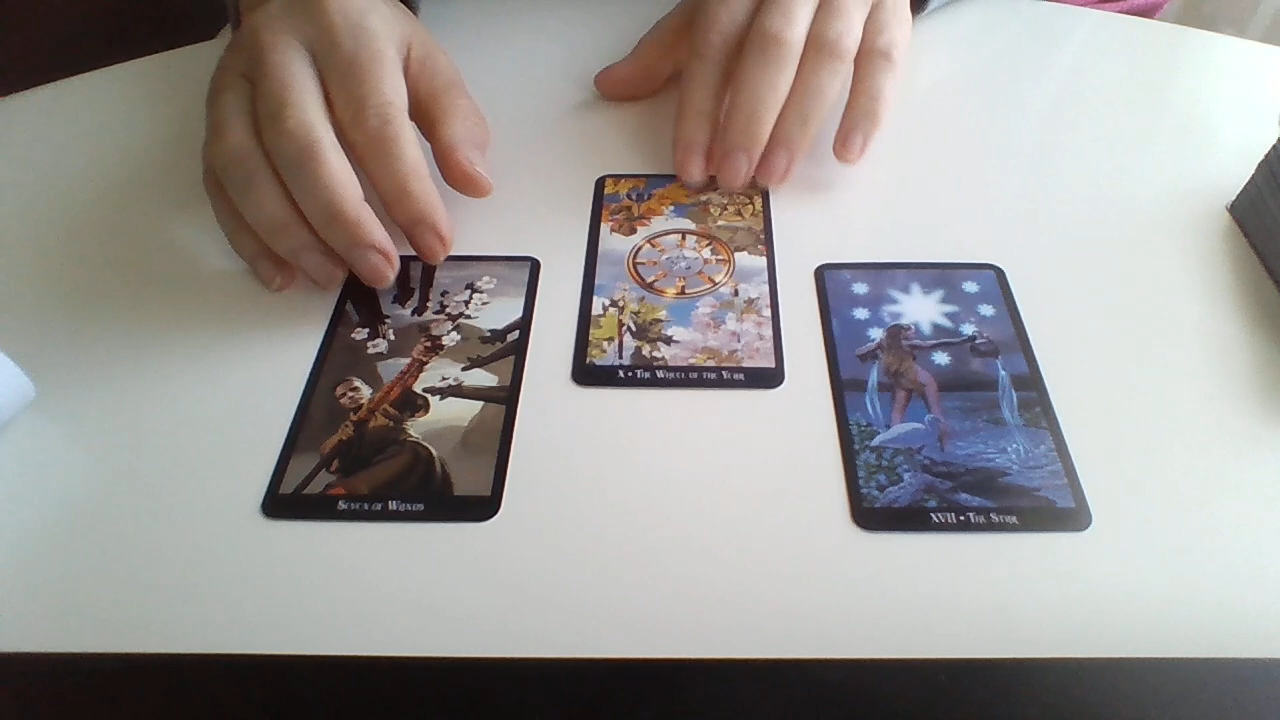 Seven of Wands
X • The Wheel of the Year
XVII • The Star